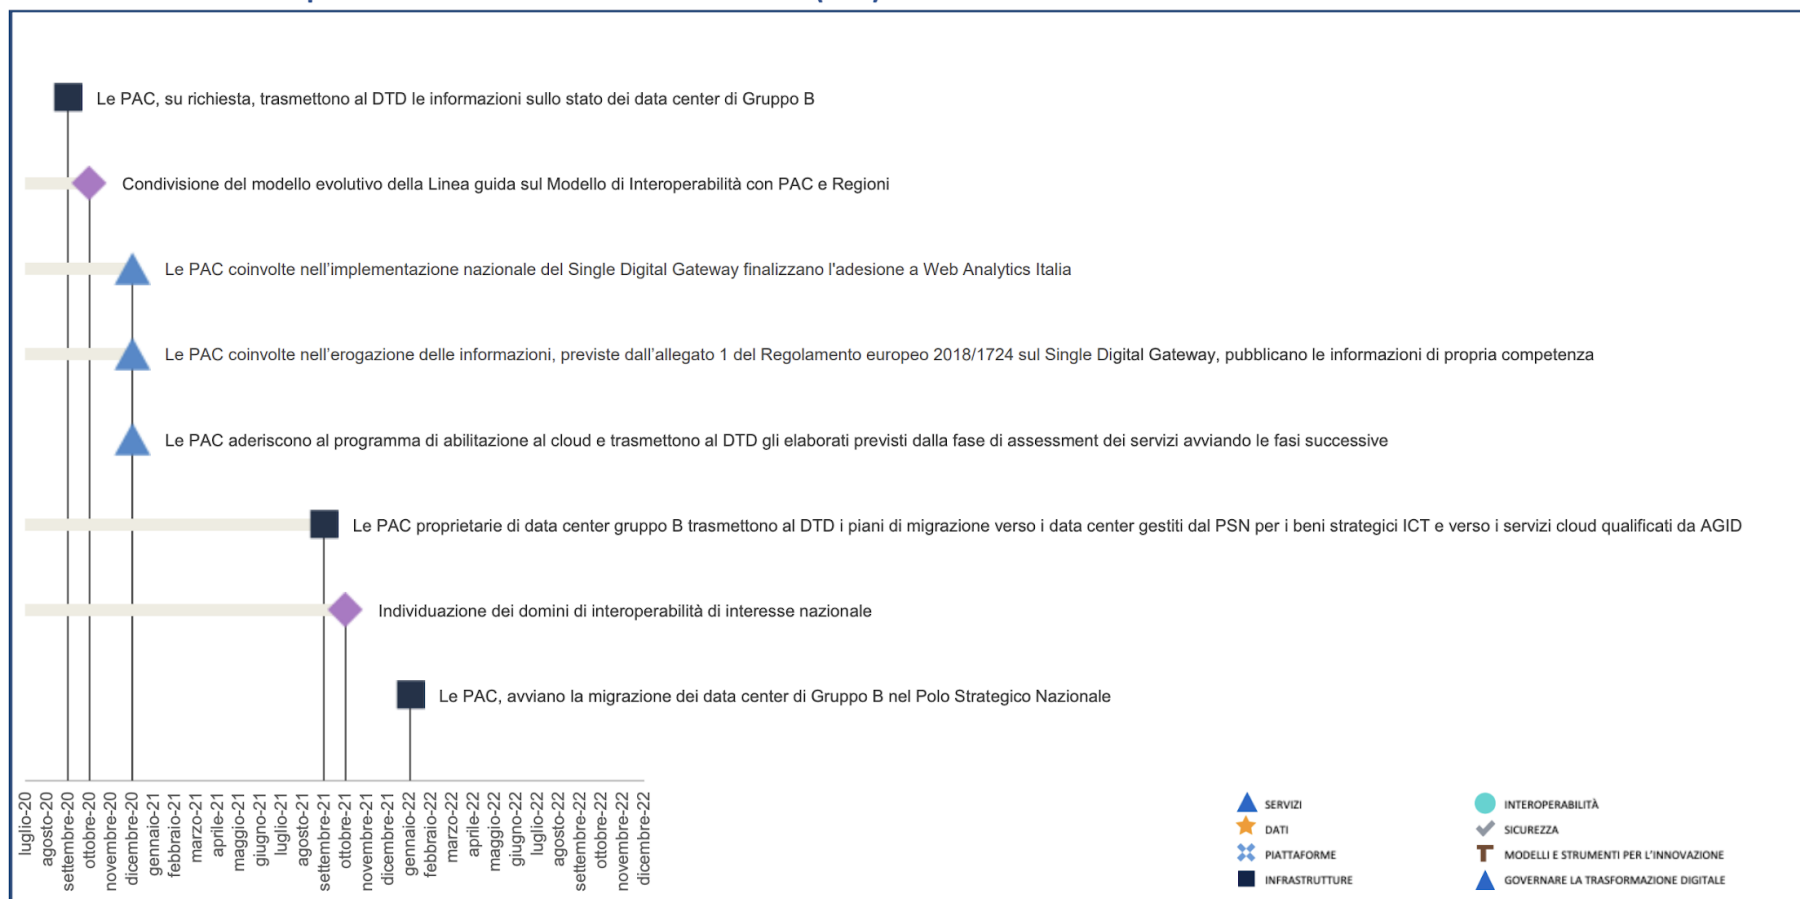 Le PAC, su richiesta, trasmettono al DTD le informazioni sullo stato dei data center di Gruppo B
Condivisione del modello evolutivo della Linea guida sul Modello di Interoperabilità con PAC e Regioni
Le PAC coinvolte nell'implementazione nazionale del Single Digital Gateway finalizzano l'adesione a Web Analytics Italia
Le PAC coinvolte nell'erogazione delle informazioni, previste dall'allegato 1 del Regolamento europeo 2018/1724 sul Single Digital Gateway, pubblicano le informazioni di propria competenza
Le PAC aderiscono al programma di abilitazione al cloud e trasmettono al DTD gli elaborati previsti dalla fase di assessment dei servizi avviando le fasi successive
Le PAC proprietarie di data center gruppo B trasmettono al DTD i piani di migrazione verso i data center gestiti dal PSN per i beni strategici ICT e verso i servizi cloud qualificati da AGID
Individuazione dei domini di interoperabilità di interesse nazionale
Le PAC, avviano la migrazione dei data center di Gruppo B nel Polo Strategico Nazionale
luglio-20
agosto-20
settembre-20
ottobre-20
novembre-20
dicembre-20
gennaio-21
febbraio-21
marzo-21
aprile-21
maggio-21
giugno-21
luglio-21
agosto-21
settembre-21
ottobre-21
novembre-21
dicembre-21
gennaio-22
febbraio-22
marzo-22
aprile-22
maggio-22
giugno-22
luglio-22
agosto-22
settembre-22
ottobre-22
novembre-22
dicembre-22
SERVIZI
DATI
PIATTAFORME
INFRASTRUTTURE
INTEROPERABILITÀ
SICUREZZA
MODELLI E STRUMENTI PER L'INNOVAZIONE
GOVERNARE LA TRASFORMAZIONE DIGITALE